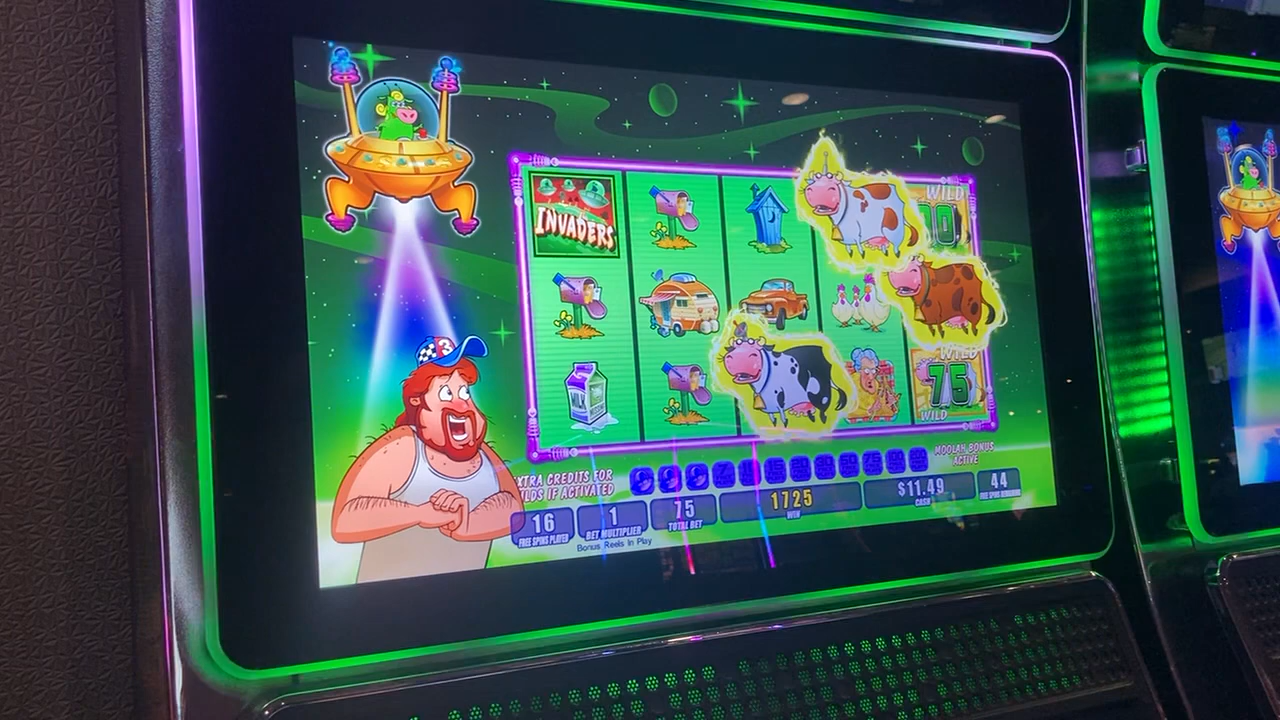 WILD
10
INVADERS
WILD
75
WILD
MOOLAH BONUS
ACTIVE
EXTRA CREDITS FOR
WILDS IF ACTIVATED
16
FREE SPINS PLAYED
1
BET MULTIPLIER
75
TOTAL BET
1725
WIN
$11.49
CASH
44
FREE SPINS REMAINING
Bonus Reels In Play
3